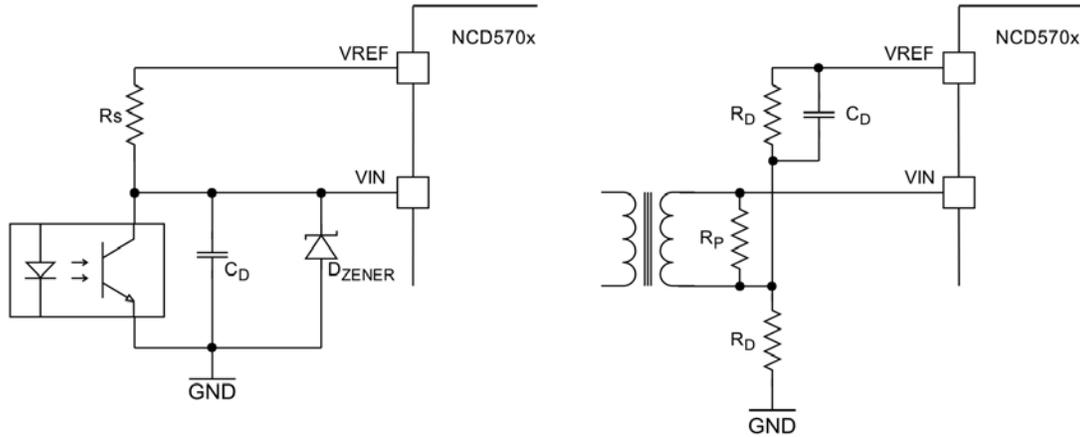 NCD570x
VREF
Rs
VIN
CD
DZENER
GND
NCD570x
VREF
RD
CD
VIN
RP
RD
GND